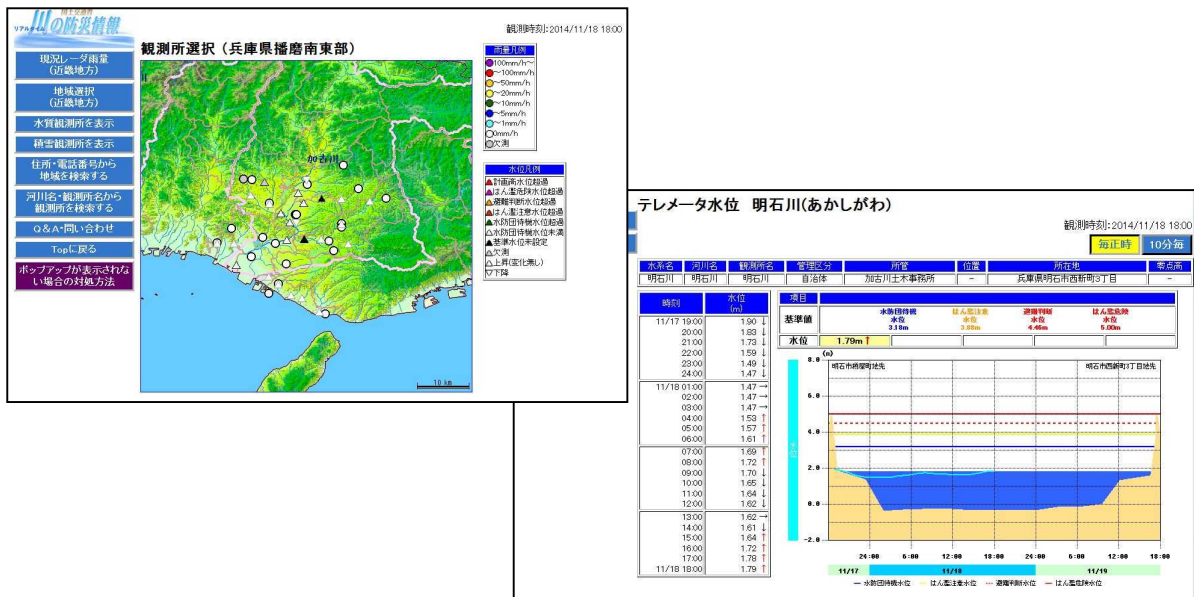 国土交通省
リアルタイム 川の防災情報
観測時刻:2014/11/18 18:00
現況レーダ雨量
(近畿地方)
地域選択
(近畿地方)
水質観測所を表示
積雪観測所を表示
住所・電話番号から
地域を検索する
河川名・観測所名から
観測所を検索する
Q&A・問い合わせ
Topに戻る
ポップアップが表示されな
い場合の対処方法
観測所選択(兵庫県播磨南東部)
加古川
10 km
雨量凡例
100mm/h~
~100mm/h
~50mm/h
~20mm/h
~10mm/h
~5mm/h
~1mm/h
0mm/h
欠測
水位凡例
計画高水位超過
はん濫危険水位超過
避難判断水位超過
はん濫注意水位超過
水防団待機水位超過
水防団待機水位未満
基準水位未設定
欠測
上昇(変化無し)
下降
テレメータ水位 明石川(あかしがわ)
観測時刻:2014/11/18 18:00
毎正時 10分毎
水系名 河川名 観測所名 管理区分 所管 位置 所在地 零点高
明石川 明石川 明石川 自治体 加古川土木事務所 - 兵庫県明石市西新町3丁目 -
時刻 水位
(m)
11/17 19:00 1.90 ↓
20:00 1.83 ↓
21:00 1.73 ↓
22:00 1.59 ↓
23:00 1.49 ↓
24:00 1.47 ↓
11/18 01:00 1.47 →
02:00 1.47 →
03:00 1.47 →
04:00 1.53 ↑
05:00 1.57 ↑
06:00 1.61 ↑
07:00 1.69 ↑
08:00 1.72 ↑
09:00 1.70 ↓
10:00 1.65 ↓
11:00 1.64 ↓
12:00 1.62 ↓
13:00 1.62 →
14:00 1.61 ↓
15:00 1.64 ↑
16:00 1.72 ↑
17:00 1.78 ↑
11/18 18:00 1.79 ↑
項目
基準値
水防団待機
水位
3.18m
はん濫注意
水位
3.88m
避難判断
水位
4.46m
はん濫危険
水位
5.00m
水位 1.79m ↑
(m)
8.0
6.0
4.0
2.0
0.0
-2.0
水位
明石市西新町3丁目地先
24:00 6:00 12:00 18:00 24:00 6:00 12:00 18:00
11/17 11/18 11/19
水防団待機水位 はん濫注意水位 避難判断水位 はん濫危険水位